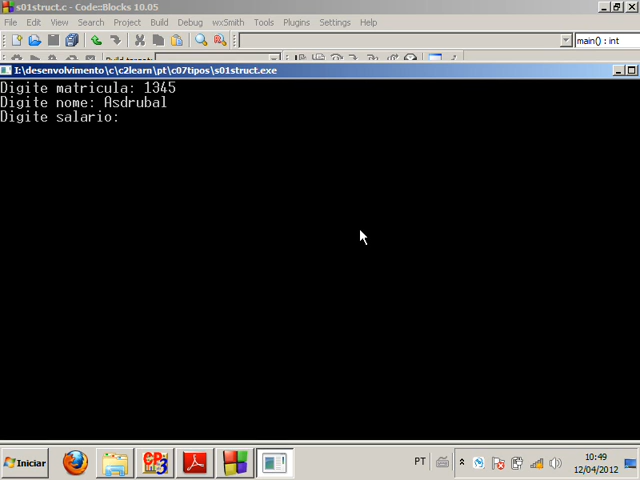 s01struct.c - Code::Blocks 10.05
File Edit View Search Project Build Debug wxSmith Tools Plugins Settings Help
main() : int
Build target:
I:\desenvolvimento\c\c2learn\pt\c07tipos\s01struct.exe
Digite matricula: 1345
Digite nome: Asdrubal
Digite salario:
Iniciar
PT
10:49
12/04/2012